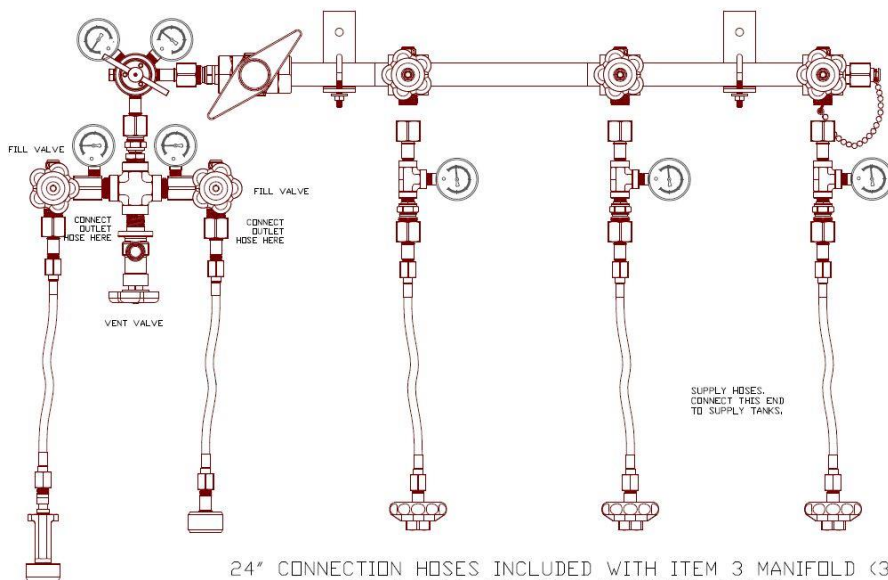 FILL VALVE
FILL VALVE
CONNECT
OUTLET
HOSE HERE
CONNECT
OUTLET
HOSE HERE
VENT VALVE
SUPPLY HOSES.
CONNECT THIS END
TO SUPPLY TANKS.
24" CONNECTION HOSES INCLUDED WITH ITEM 3 MANIFOLD (3